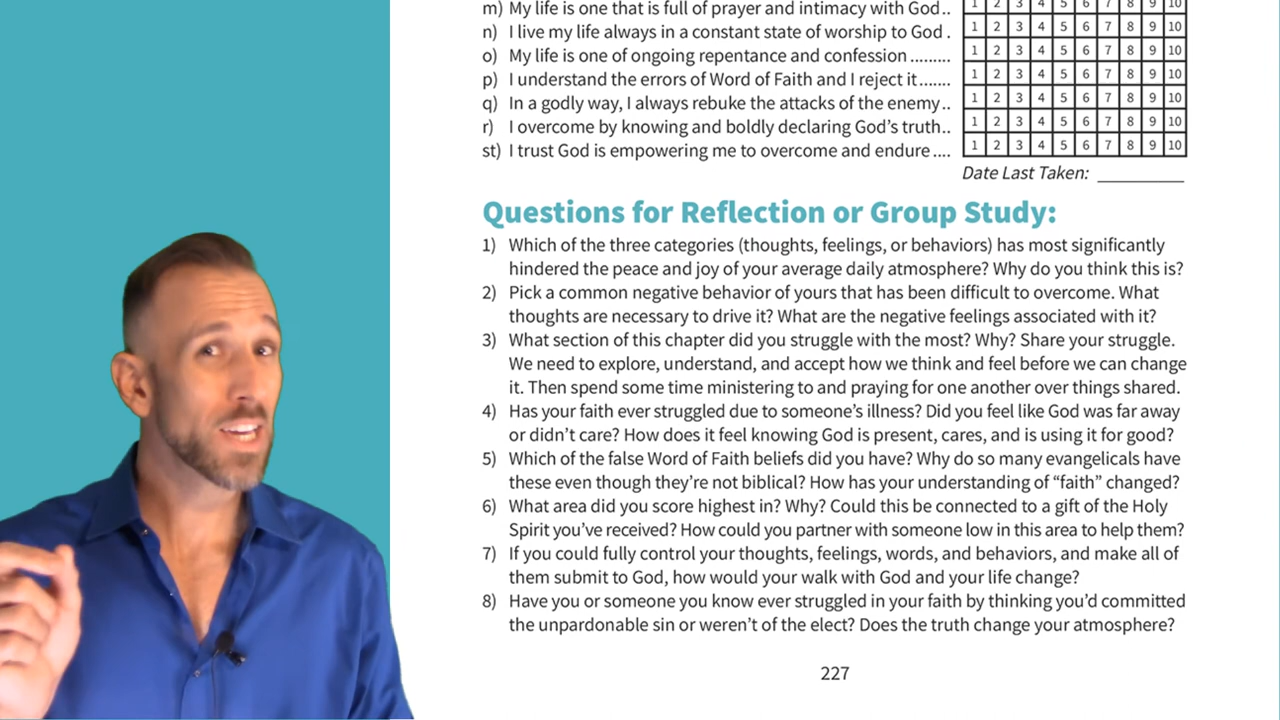 m) My life is one that is full of prayer and intimacy with God.. 1 2 3 4 5 6 7 8 9 10
n) I live my life always in a constant state of worship to God . 1 2 3 4 5 6 7 8 9 10
o) My life is one of ongoing repentance and confession ......... 1 2 3 4 5 6 7 8 9 10
p) I understand the errors of Word of Faith and I reject it....... 1 2 3 4 5 6 7 8 9 10
q) In a godly way, I always rebuke the attacks of the enemy.. 1 2 3 4 5 6 7 8 9 10
r) I overcome by knowing and boldly declaring God’s truth.. 1 2 3 4 5 6 7 8 9 10
st) I trust God is empowering me to overcome and endure .... 1 2 3 4 5 6 7 8 9 10
Date Last Taken: __________
Questions for Reflection or Group Study:
1) Which of the three categories (thoughts, feelings, or behaviors) has most significantly
hindered the peace and joy of your average daily atmosphere? Why do you think this is?
2) Pick a common negative behavior of yours that has been difficult to overcome. What
thoughts are necessary to drive it? What are the negative feelings associated with it?
3) What section of this chapter did you struggle with the most? Why? Share your struggle.
We need to explore, understand, and accept how we think and feel before we can change
it. Then spend some time ministering to and praying for one another over things shared.
4) Has your faith ever struggled due to someone’s illness? Did you feel like God was far away
or didn’t care? How does it feel knowing God is present, cares, and is using it for good?
5) Which of the false Word of Faith beliefs did you have? Why do so many evangelicals have
these even though they’re not biblical? How has your understanding of “faith” changed?
6) What area did you score highest in? Why? Could this be connected to a gift of the Holy
Spirit you’ve received? How could you partner with someone low in this area to help them?
7) If you could fully control your thoughts, feelings, words, and behaviors, and make all of
them submit to God, how would your walk with God and your life change?
8) Have you or someone you know ever struggled in your faith by thinking you’d committed
the unpardonable sin or weren’t of the elect? Does the truth change your atmosphere?
227